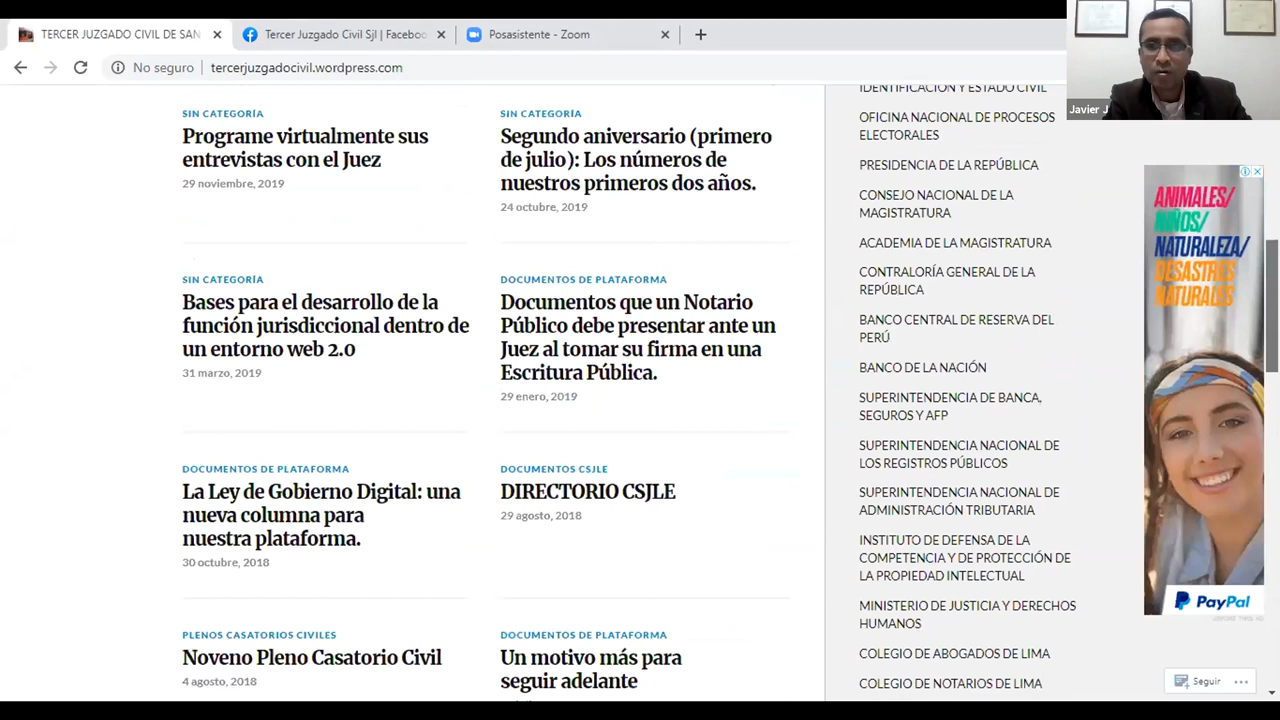 TERCER JUZGADO CIVIL DE SAN
Tercer Juzgado Civil Sjl | Faceboo
Posasistente - Zoom
No seguro
tercerjuzgadocivil.wordpress.com
Javier J
SIN CATEGORÍA
Programe virtualmente sus
entrevistas con el Juez
29 noviembre, 2019
SIN CATEGORÍA
Segundo aniversario (primero
de julio): Los números de
nuestros primeros dos años.
24 octubre, 2019
SIN CATEGORÍA
Bases para el desarrollo de la
función jurisdiccional dentro de
un entorno web 2.0
31 marzo, 2019
DOCUMENTOS DE PLATAFORMA
Documentos que un Notario
Público debe presentar ante un
Juez al tomar su firma en una
Escritura Pública.
29 enero, 2019
DOCUMENTOS DE PLATAFORMA
La Ley de Gobierno Digital: una
nueva columna para
nuestra plataforma.
30 octubre, 2018
DOCUMENTOS CSJLE
DIRECTORIO CSJLE
29 agosto, 2018
PLENOS CASATORIOS CIVILES
Noveno Pleno Casatorio Civil
4 agosto, 2018
DOCUMENTOS DE PLATAFORMA
Un motivo más para
seguir adelante
IDENTIFICACIÓN Y ESTADO CIVIL
OFICINA NACIONAL DE PROCESOS
ELECTORALES
PRESIDENCIA DE LA REPÚBLICA
CONSEJO NACIONAL DE LA
MAGISTRATURA
ACADEMIA DE LA MAGISTRATURA
CONTRALORÍA GENERAL DE LA
REPÚBLICA
BANCO CENTRAL DE RESERVA DEL
PERÚ
BANCO DE LA NACIÓN
SUPERINTENDENCIA DE BANCA,
SEGUROS Y AFP
SUPERINTENDENCIA NACIONAL DE
LOS REGISTROS PÚBLICOS
SUPERINTENDENCIA NACIONAL DE
ADMINISTRACIÓN TRIBUTARIA
INSTITUTO DE DEFENSA DE LA
COMPETENCIA Y DE PROTECCIÓN DE
LA PROPIEDAD INTELECTUAL
MINISTERIO DE JUSTICIA Y DERECHOS
HUMANOS
COLEGIO DE ABOGADOS DE LIMA
COLEGIO DE NOTARIOS DE LIMA
ANIMALES/
NIÑOS/
NATURALEZA/
DESASTRES
NATURALES
PayPal
Seguir